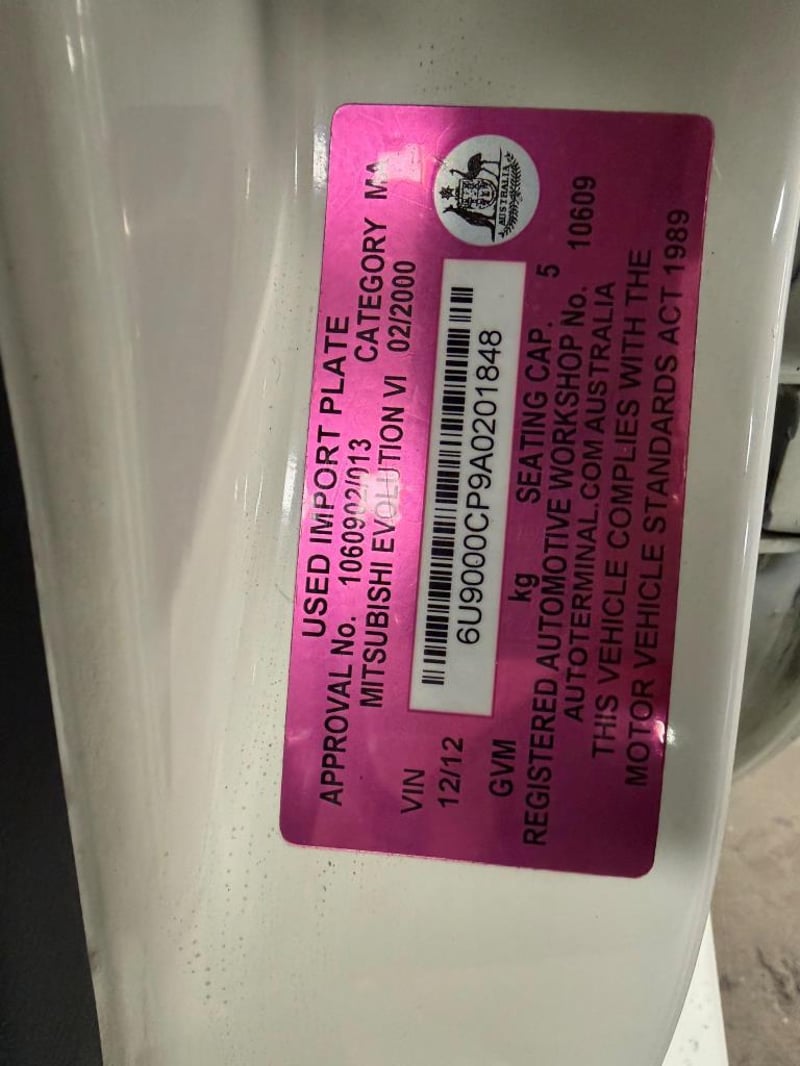 USED IMPORT PLATE
APPROVAL No. 1060902/013 CATEGORY MA
MITSUBISHI EVOLUTION VI 02/2000
AUSTRALIA
VIN
12/12
6U9000CP9A0201848
GVM kg SEATING CAP. 5
REGISTERED AUTOMOTIVE WORKSHOP No. 10609
AUTOTERMINAL.COM AUSTRALIA
THIS VEHICLE COMPLIES WITH THE
MOTOR VEHICLE STANDARDS ACT 1989